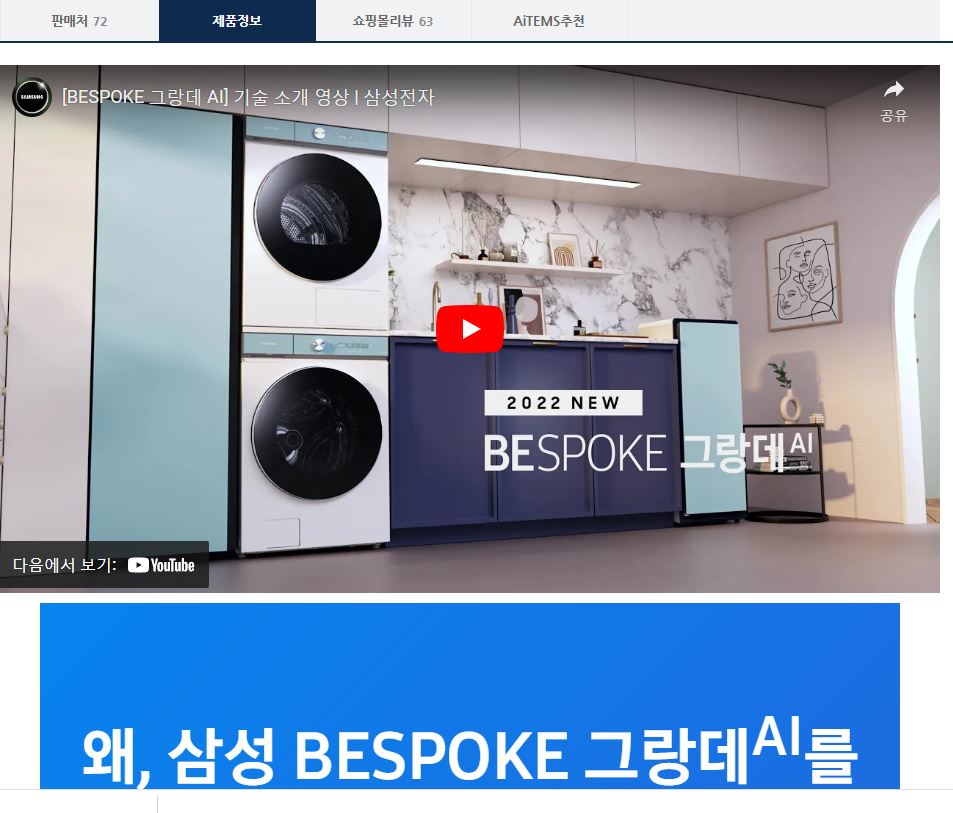 판매처 72
제품정보
쇼핑몰리뷰 63
AiTEMS추천
SAMSUNG
[BESPOKE 그랑데 AI] 기술 소개 영상 l 삼성전자
공유
2022 NEW
BESPOKE 그랑데 AI
다음에서 보기: YouTube
왜, 삼성 BESPOKE 그랑데AI를